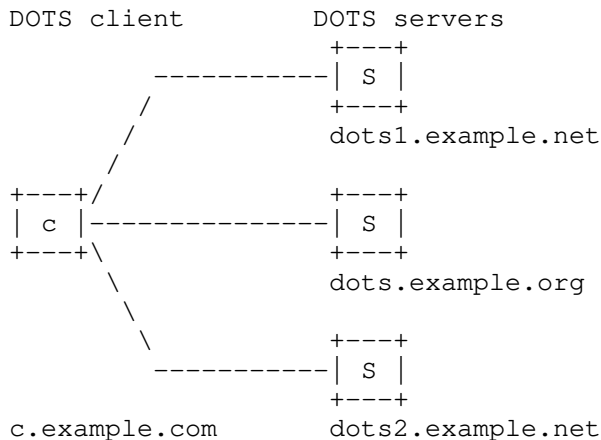 DOTS client       DOTS servers
                     +---+
         -----------| S |
        /            +---+
       /             dots1.example.net
      /
+---+/               +---+
| c |---------------| S |
+---+\               +---+
      \              dots.example.org
       \
        \            +---+
         -----------| S |
                     +---+
c.example.com        dots2.example.net